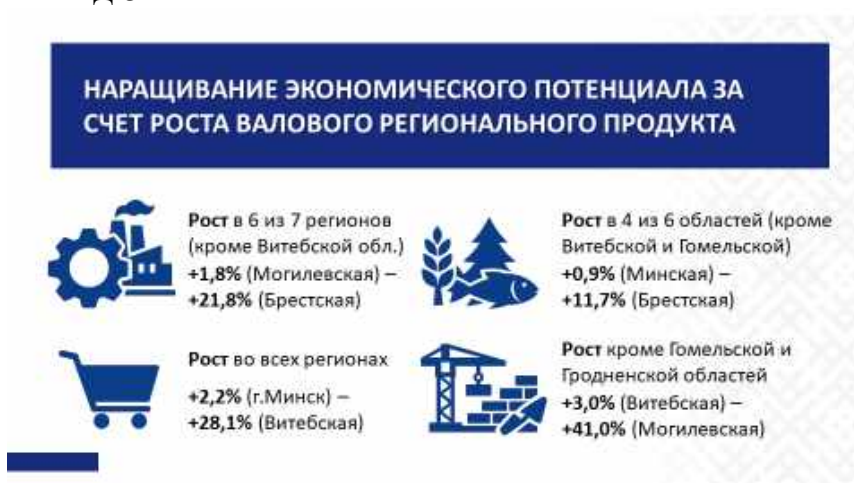 НАРАЩИВАНИЕ ЭКОНОМИЧЕСКОГО ПОТЕНЦИАЛА ЗА
СЧЕТ РОСТА ВАЛОВОГО РЕГИОНАЛЬНОГО ПРОДУКТА
Рост в 6 из 7 регионов
(кроме Витебской обл.)
+1,8% (Могилевская) –
+21,8% (Брестская)
Рост в 4 из 6 областей (кроме
Витебской и Гомельской)
+0,9% (Минская) –
+11,7% (Брестская)
Рост во всех регионах
+2,2% (г.Минск) –
+28,1% (Витебская)
Рост кроме Гомельской и
Гродненской областей
+3,0% (Витебская) –
+41,0% (Могилевская)